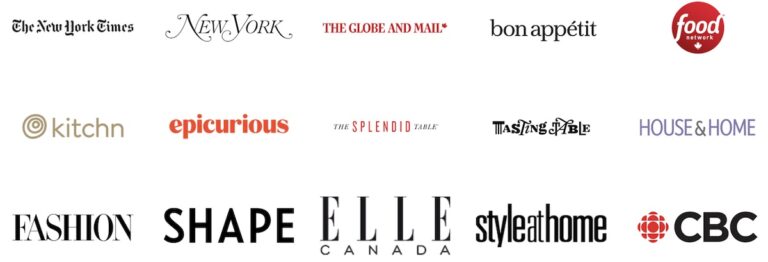 The New York Times
NEW YORK
THE GLOBE AND MAIL
bon appétit
food
network
kitchn
epicurious
THE SPLENDID TABLE
TASTING TABLE
HOUSE & HOME
FASHION
SHAPE
ELLE
CANADA
styleathome
CBC